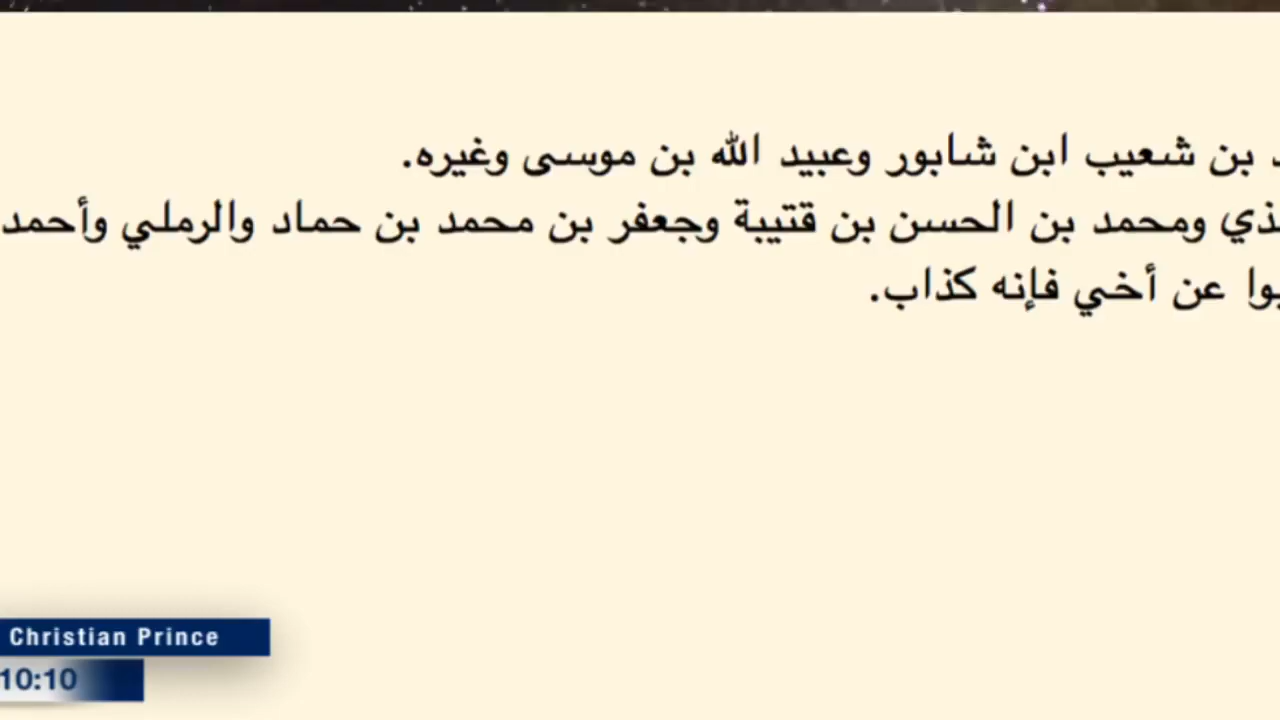 بن شعيب ابن شابور وعبيد الله بن موسى وغيره.
ومحمد بن الحسن بن قتيبة وجعفر بن محمد بن حماد والرملي وأحمد
عن أخي فإنه كذاب.
Christian Prince
10:10